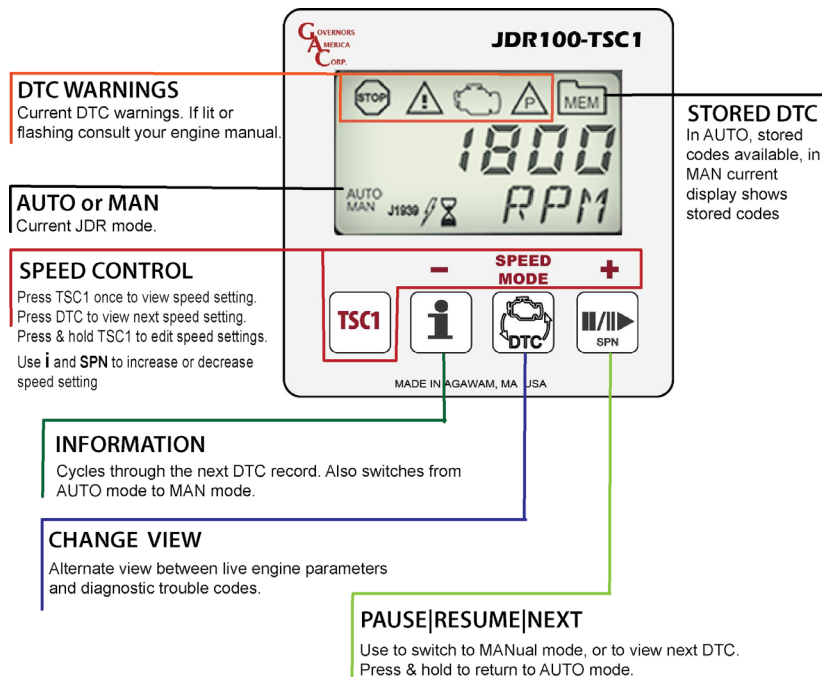 GOVERNORS
AMERICA
CORP.
JDR100-TSC1
STOP
P
MEM
1800
AUTO
MAN
J1939
RPM
DTC WARNINGS
Current DTC warnings. If lit or
flashing consult your engine manual.
STORED DTC
In AUTO, stored
codes available, in
MAN current
display shows
stored codes
AUTO or MAN
Current JDR mode.
SPEED CONTROL
Press TSC1 once to view speed setting.
Press DTC to view next speed setting.
Press & hold TSC1 to edit speed settings.
Use i and SPN to increase or decrease
speed setting
− SPEED +
MODE
TSC1
i
DTC
SPN
MADE IN AGAWAM, MA USA
INFORMATION
Cycles through the next DTC record. Also switches from
AUTO mode to MAN mode.
CHANGE VIEW
Alternate view between live engine parameters
and diagnostic trouble codes.
PAUSE|RESUME|NEXT
Use to switch to MANual mode, or to view next DTC.
Press & hold to return to AUTO mode.